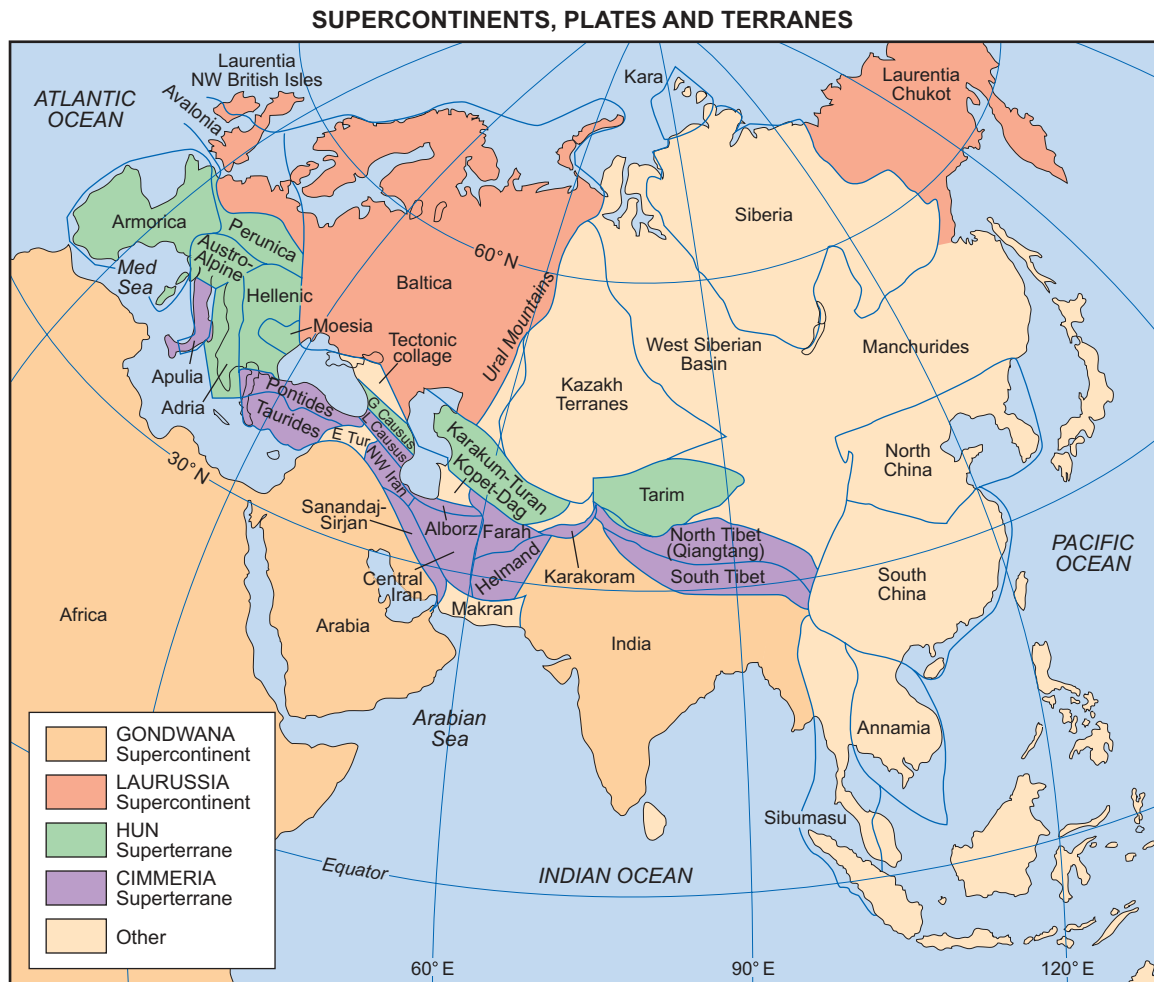 SUPERCONTINENTS, PLATES AND TERRANES
Laurentia
NW British Isles
Kara
Laurentia
Chukot
ATLANTIC
OCEAN
Avalonia
Siberia
Armorica
Perunica
60° N
Austro-
Alpine
Med
Sea
Baltica
Hellenic
Ural Mountains
Moesia
Tectonic
collage
West Siberian
Basin
Manchurides
Apulia
Kazakh
Terranes
Adria
Pontides
Taurides
G Causus
L Causus
E Tur
Karakum-Turan
Kopet-Dag
North
China
30° N
NW Iran
Tarim
Sanandaj-
Sirjan
Alborz
Farah
North Tibet
(Qiangtang)
PACIFIC
OCEAN
Helmand
Karakoram
South Tibet
Central
Iran
South
China
Makran
Africa
Arabia
India
Arabian
Sea
Annamia
GONDWANA
Supercontinent
LAURUSSIA
Supercontinent
Sibumasu
HUN
Superterrane
Equator
INDIAN OCEAN
CIMMERIA
Superterrane
Other
60° E
90° E
120° E